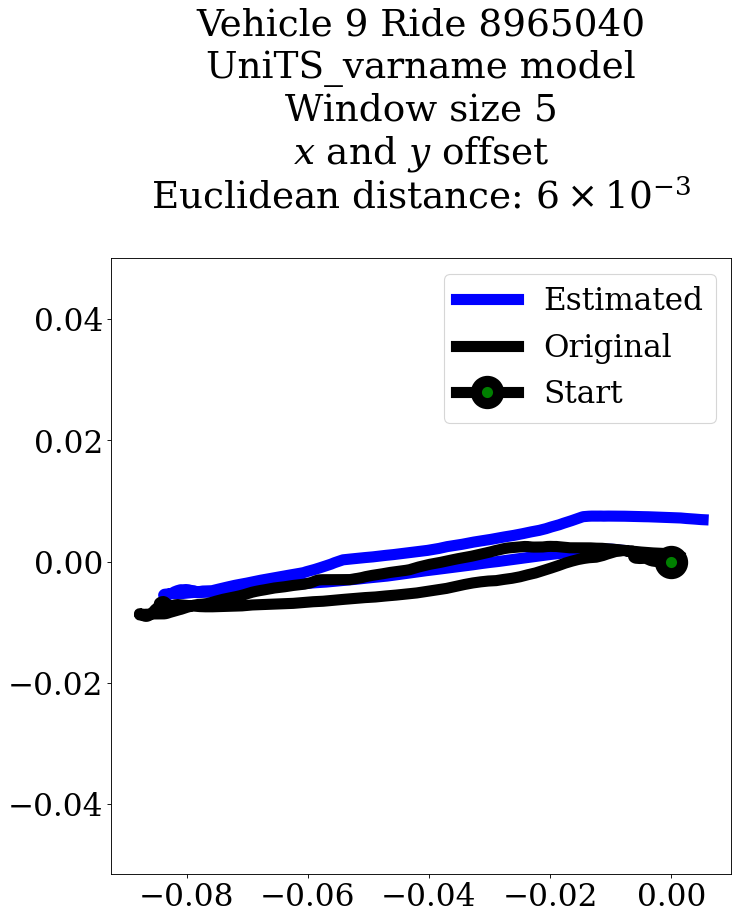 Vehicle 9 Ride 8965040
UniTS_varname model
Window size 5
x and y offset
Euclidean distance: 6 × 10⁻³
Estimated
Original
Start
0.04
0.02
0.00
−0.02
−0.04
−0.08
−0.06
−0.04
−0.02
0.00